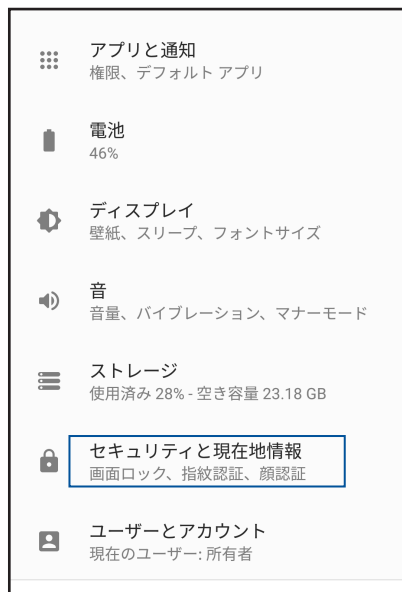 アプリと通知
権限、デフォルト アプリ
電池
46%
ディスプレイ
壁紙、スリープ、フォントサイズ
音
音量、バイブレーション、マナーモード
ストレージ
使用済み 28% - 空き容量 23.18 GB
セキュリティと現在地情報
画面ロック、指紋認証、顔認証
ユーザーとアカウント
現在のユーザー: 所有者